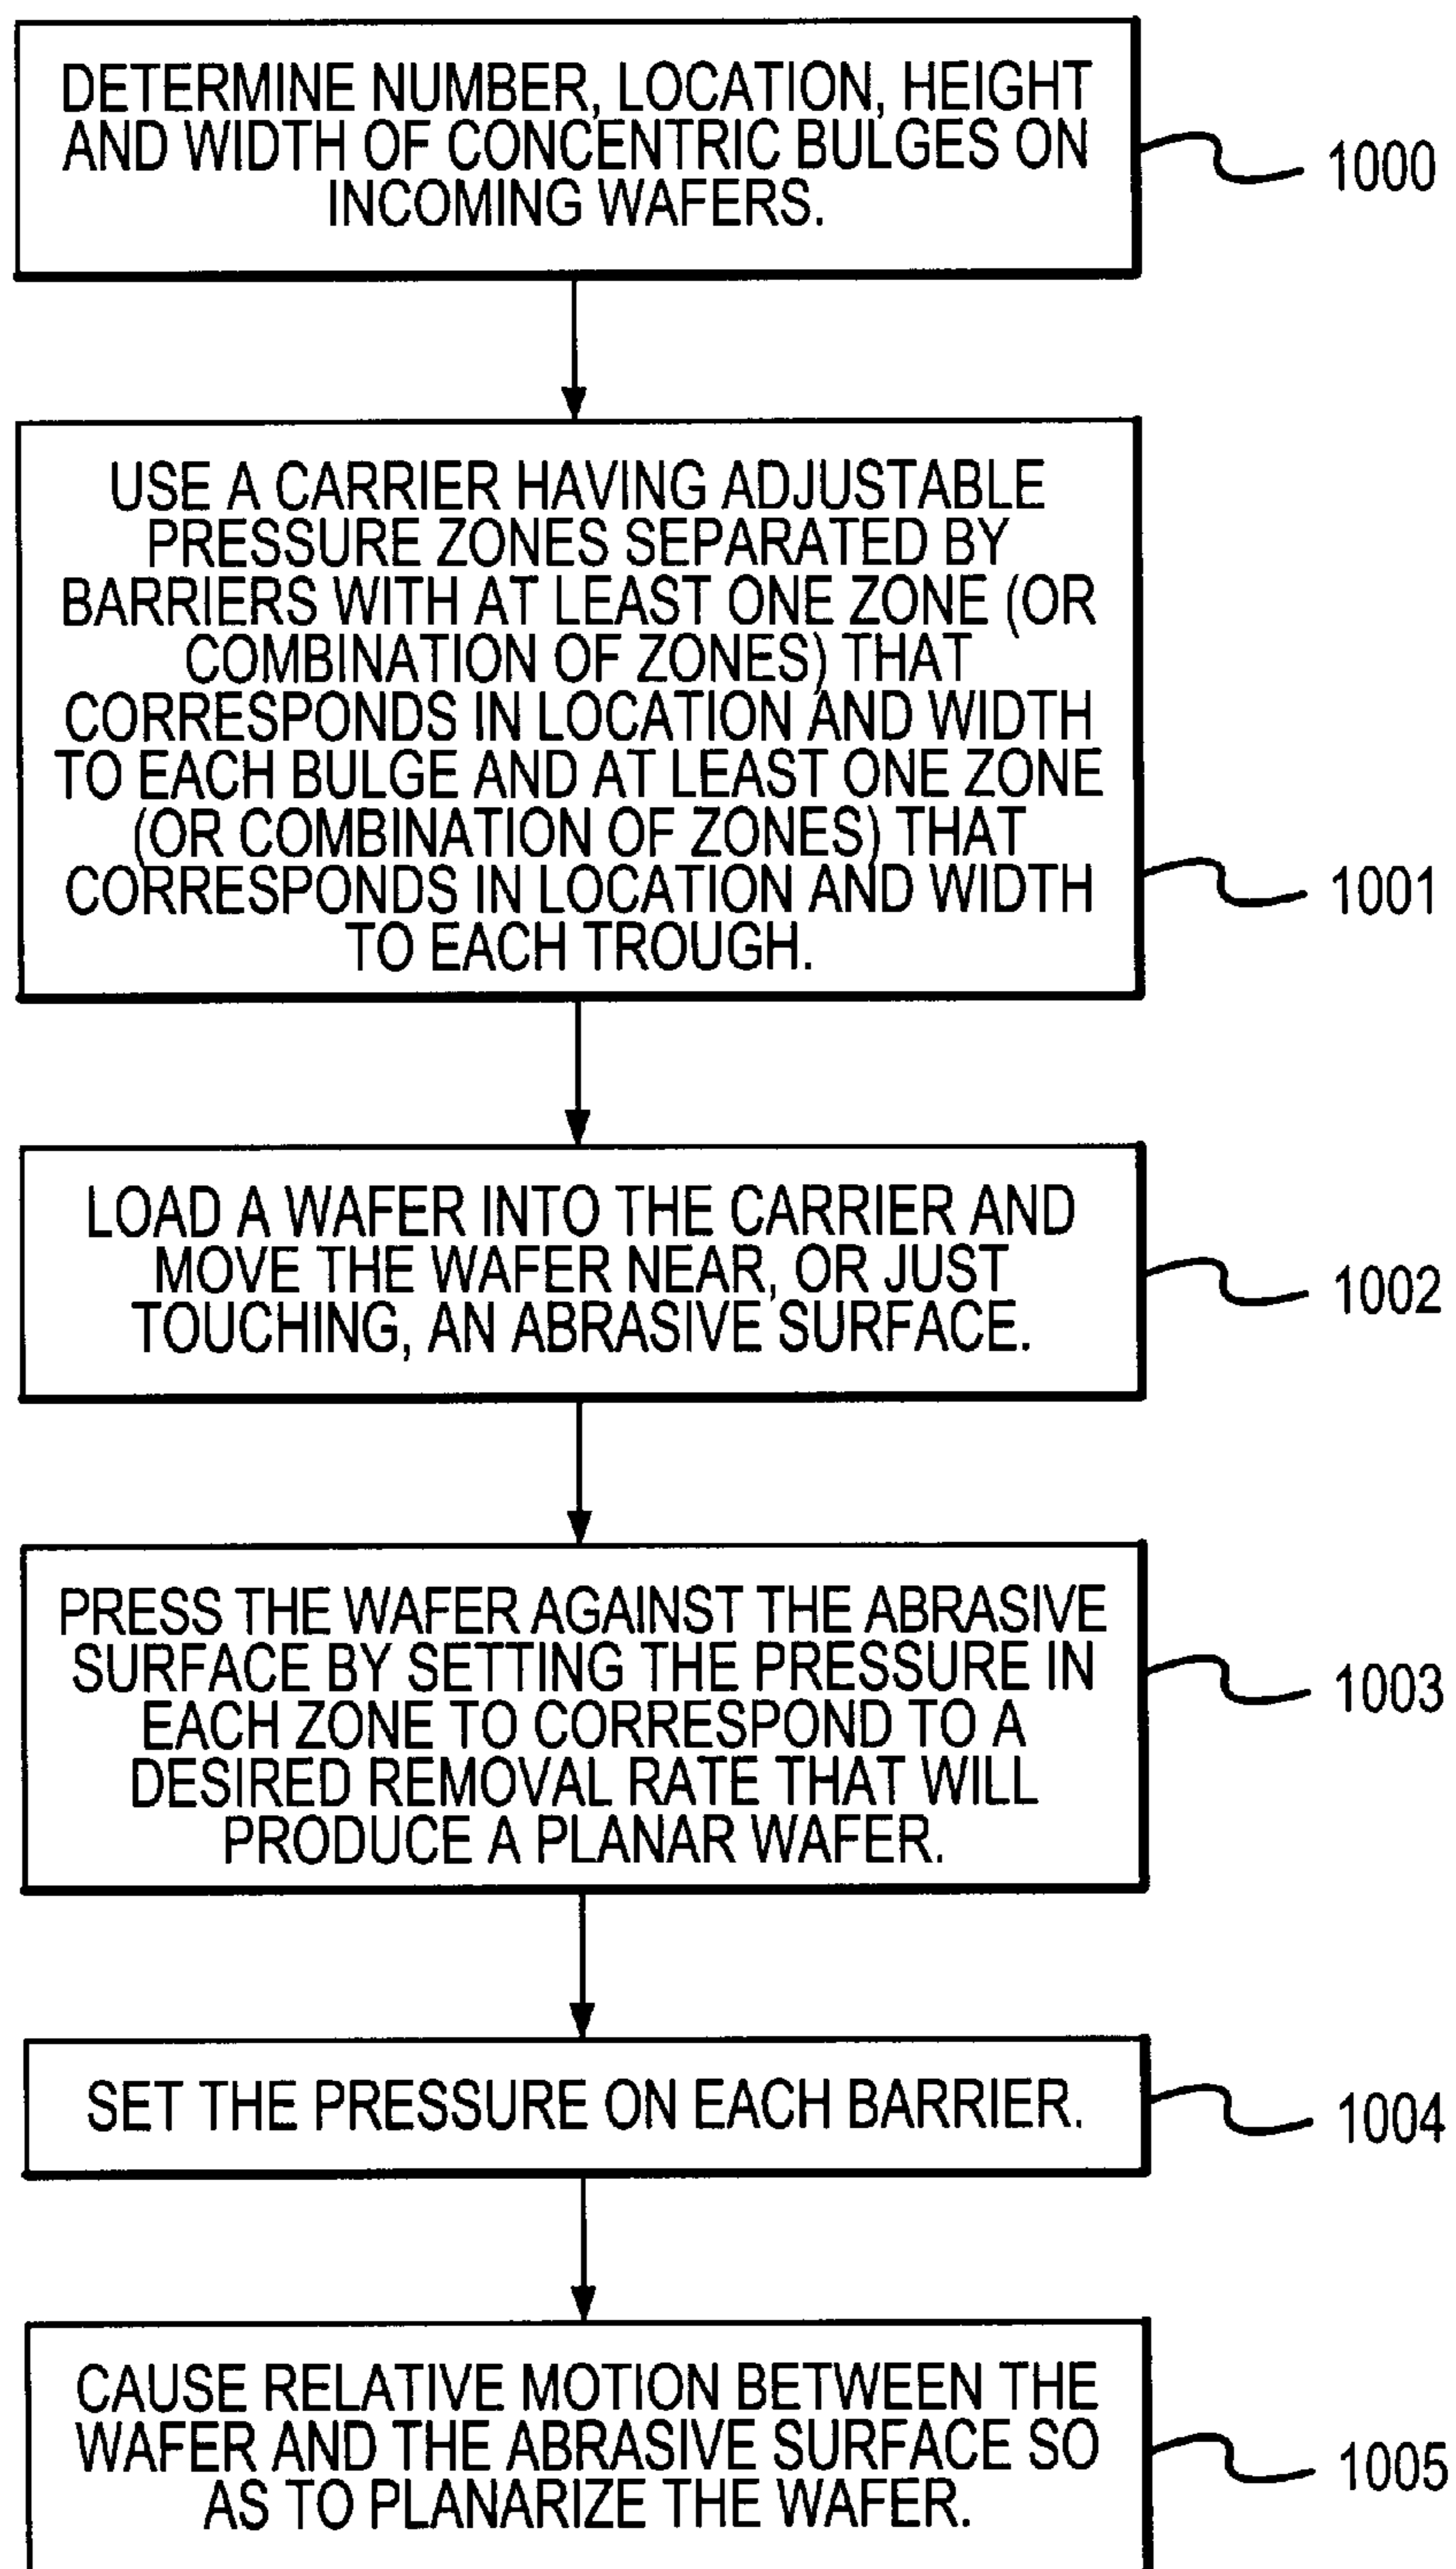 DETERMINE NUMBER, LOCATION, HEIGHT
AND WIDTH OF CONCENTRIC BULGES ON
INCOMING WAFERS.
1000
USE A CARRIER HAVING ADJUSTABLE
PRESSURE ZONES SEPARATED BY
BARRIERS WITH AT LEAST ONE ZONE (OR
COMBINATION OF ZONES) THAT
CORRESPONDS IN LOCATION AND WIDTH
TO EACH BULGE AND AT LEAST ONE ZONE
(OR COMBINATION OF ZONES) THAT
CORRESPONDS IN LOCATION AND WIDTH
TO EACH TROUGH.
1001
LOAD A WAFER INTO THE CARRIER AND
MOVE THE WAFER NEAR, OR JUST
TOUCHING, AN ABRASIVE SURFACE.
1002
PRESS THE WAFER AGAINST THE ABRASIVE
SURFACE BY SETTING THE PRESSURE IN
EACH ZONE TO CORRESPOND TO A
DESIRED REMOVAL RATE THAT WILL
PRODUCE A PLANAR WAFER.
1003
SET THE PRESSURE ON EACH BARRIER.
1004
CAUSE RELATIVE MOTION BETWEEN THE
WAFER AND THE ABRASIVE SURFACE SO
AS TO PLANARIZE THE WAFER.
1005